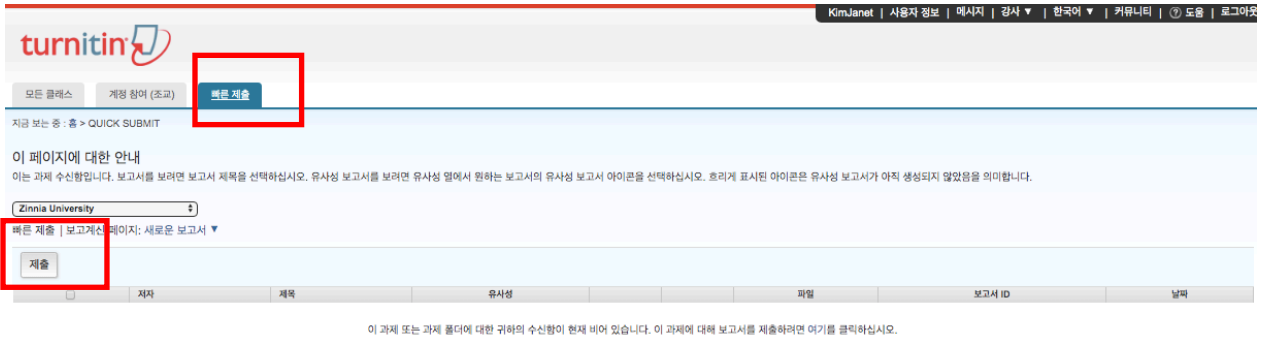 KimJanet | 사용자 정보 | 메시지 | 강사 ▼ | 한국어 ▼ | 커뮤니티 | ? 도움 | 로그아웃
turnitin
모든 클래스 계정 참여 (조교) 빠른 제출
지금 보는 중 : 홈 > QUICK SUBMIT
이 페이지에 대한 안내
이는 과제 수신함입니다. 보고서를 보려면 보고서 제목을 선택하십시오. 유사성 보고서를 보려면 유사성 열에서 원하는 보고서의 유사성 보고서 아이콘을 선택하십시오. 흐리게 표시된 아이콘은 유사성 보고서가 아직 생성되지 않았음을 의미합니다.
Zinnia University
빠른 제출 | 보고계신 페이지: 새로운 보고서 ▼
제출
저자 제목 유사성 파일 보고서 ID 날짜
이 과제 또는 과제 폴더에 대한 귀하의 수신함이 현재 비어 있습니다. 이 과제에 대해 보고서를 제출하려면 여기를 클릭하십시오.